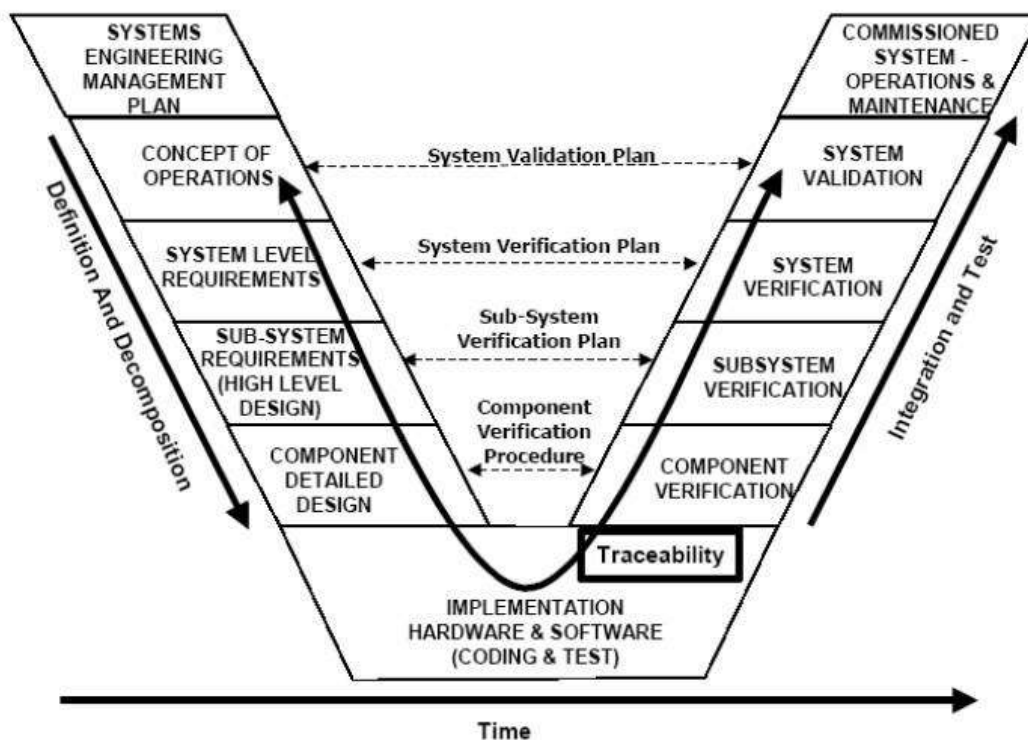 SYSTEMS
ENGINEERING
MANAGEMENT
PLAN
COMMISSIONED
SYSTEM -
OPERATIONS &
MAINTENANCE
CONCEPT OF
OPERATIONS
System Validation Plan
SYSTEM
VALIDATION
Definition And Decomposition
SYSTEM LEVEL
REQUIREMENTS
System Verification Plan
SYSTEM
VERIFICATION
Integration and Test
SUB-SYSTEM
REQUIREMENTS
(HIGH LEVEL
DESIGN)
Sub-System
Verification Plan
SUBSYSTEM
VERIFICATION
COMPONENT
DETAILED
DESIGN
Component
Verification
Procedure
COMPONENT
VERIFICATION
Traceability
IMPLEMENTATION
HARDWARE & SOFTWARE
(CODING & TEST)
Time